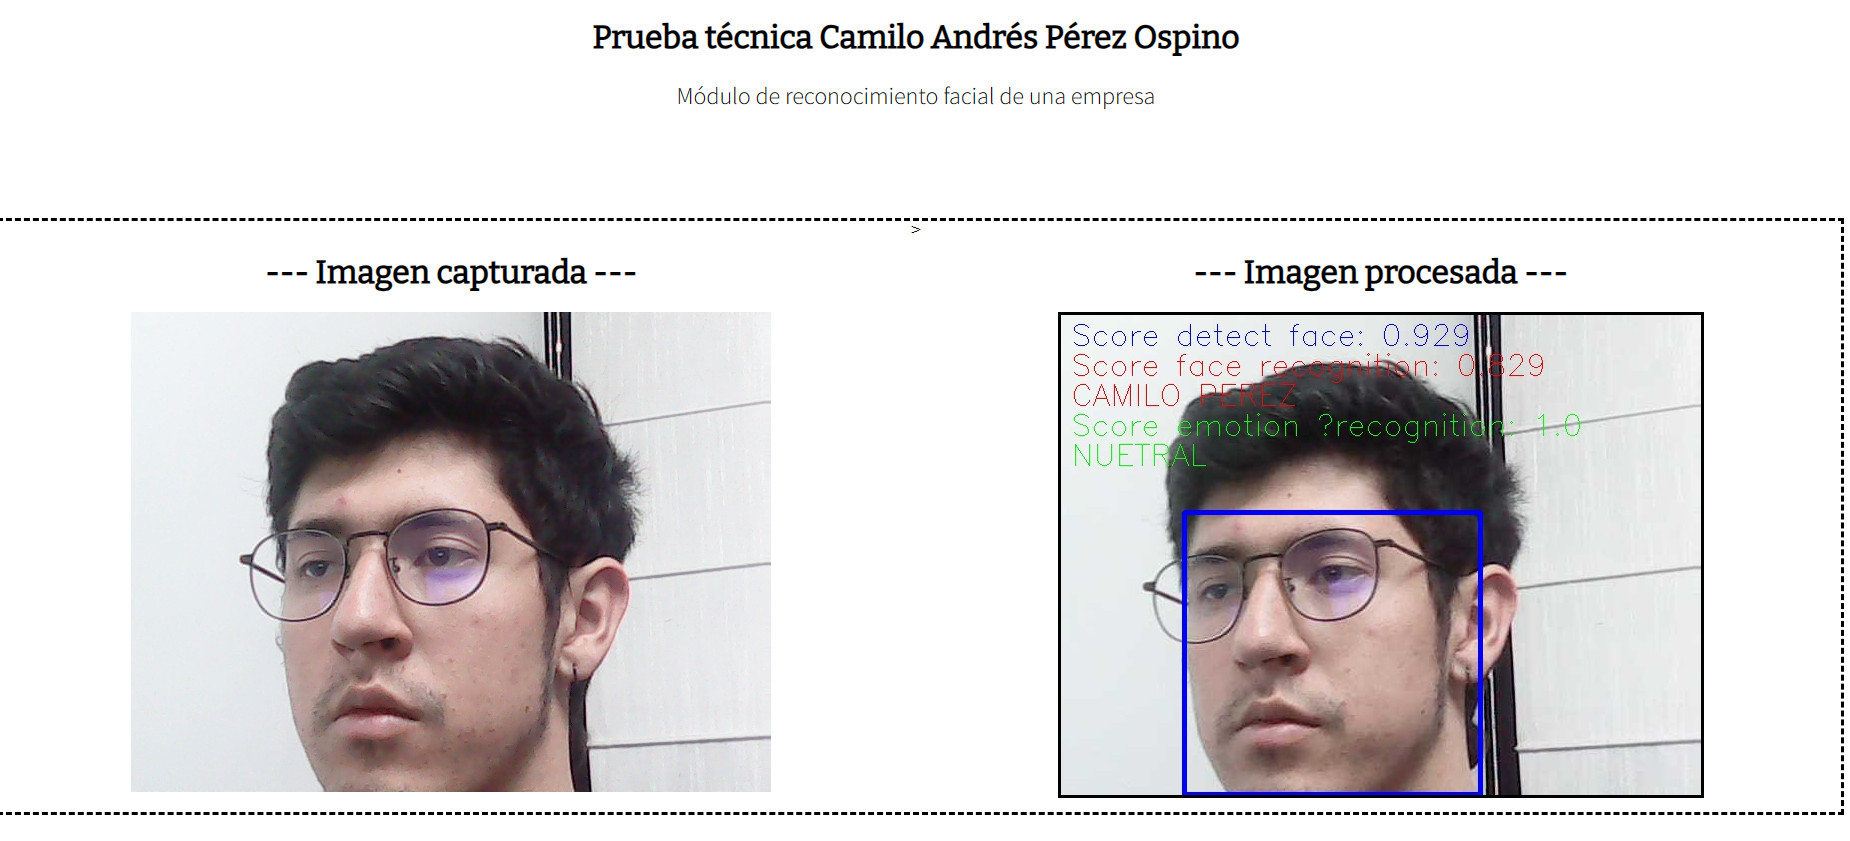 Prueba técnica Camilo Andrés Pérez Ospino
Módulo de reconocimiento facial de una empresa
>
--- Imagen capturada ---
--- Imagen procesada ---
Score detect face: 0.929
Score face recognition: 0.829
CAMILO PEREZ
Score emotion ?recognition: 1.0
NUETRAL